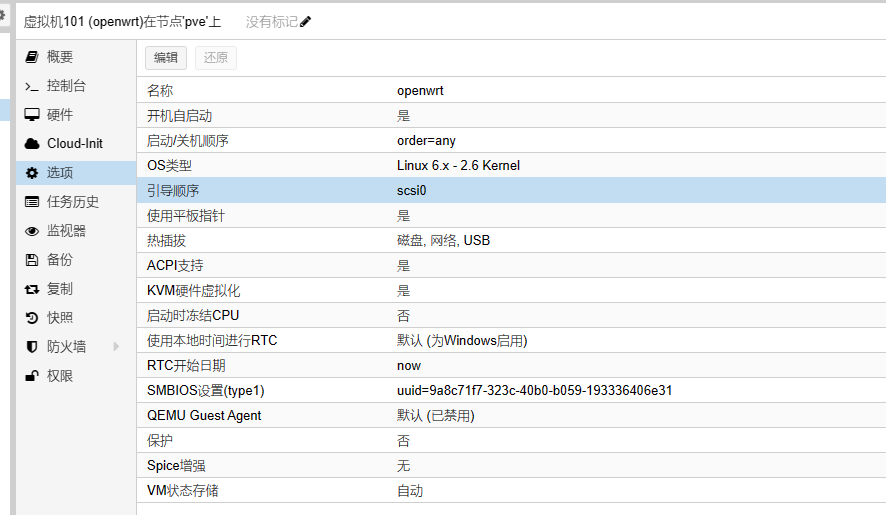 虚拟机101 (openwrt)在节点'pve'上 没有标记
概要
控制台
硬件
Cloud-Init
选项
任务历史
监视器
备份
复制
快照
防火墙
权限
编辑 还原
名称 openwrt
开机自启动 是
启动/关机顺序 order=any
OS类型 Linux 6.x - 2.6 Kernel
引导顺序 scsi0
使用平板指针 是
热插拔 磁盘, 网络, USB
ACPI支持 是
KVM硬件虚拟化 是
启动时冻结CPU 否
使用本地时间进行RTC 默认 (为Windows启用)
RTC开始日期 now
SMBIOS设置(type1) uuid=9a8c71f7-323c-40b0-b059-193336406e31
QEMU Guest Agent 默认 (已禁用)
保护 否
Spice增强 无
VM状态存储 自动